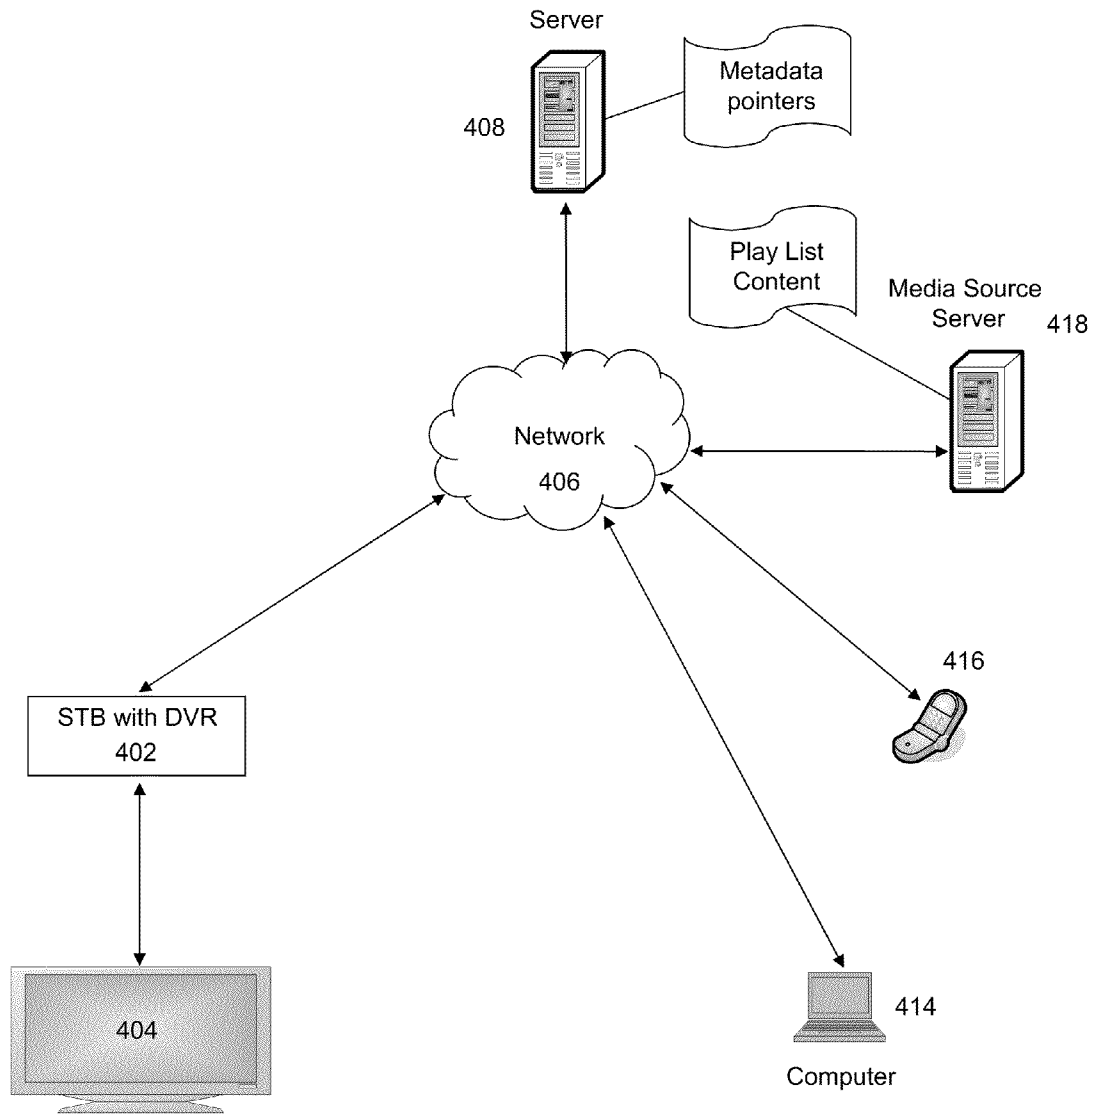 Server
408
Metadata
pointers
Play List
Content
Media Source
Server
418
Network
406
416
STB with DVR
402
404
414
Computer